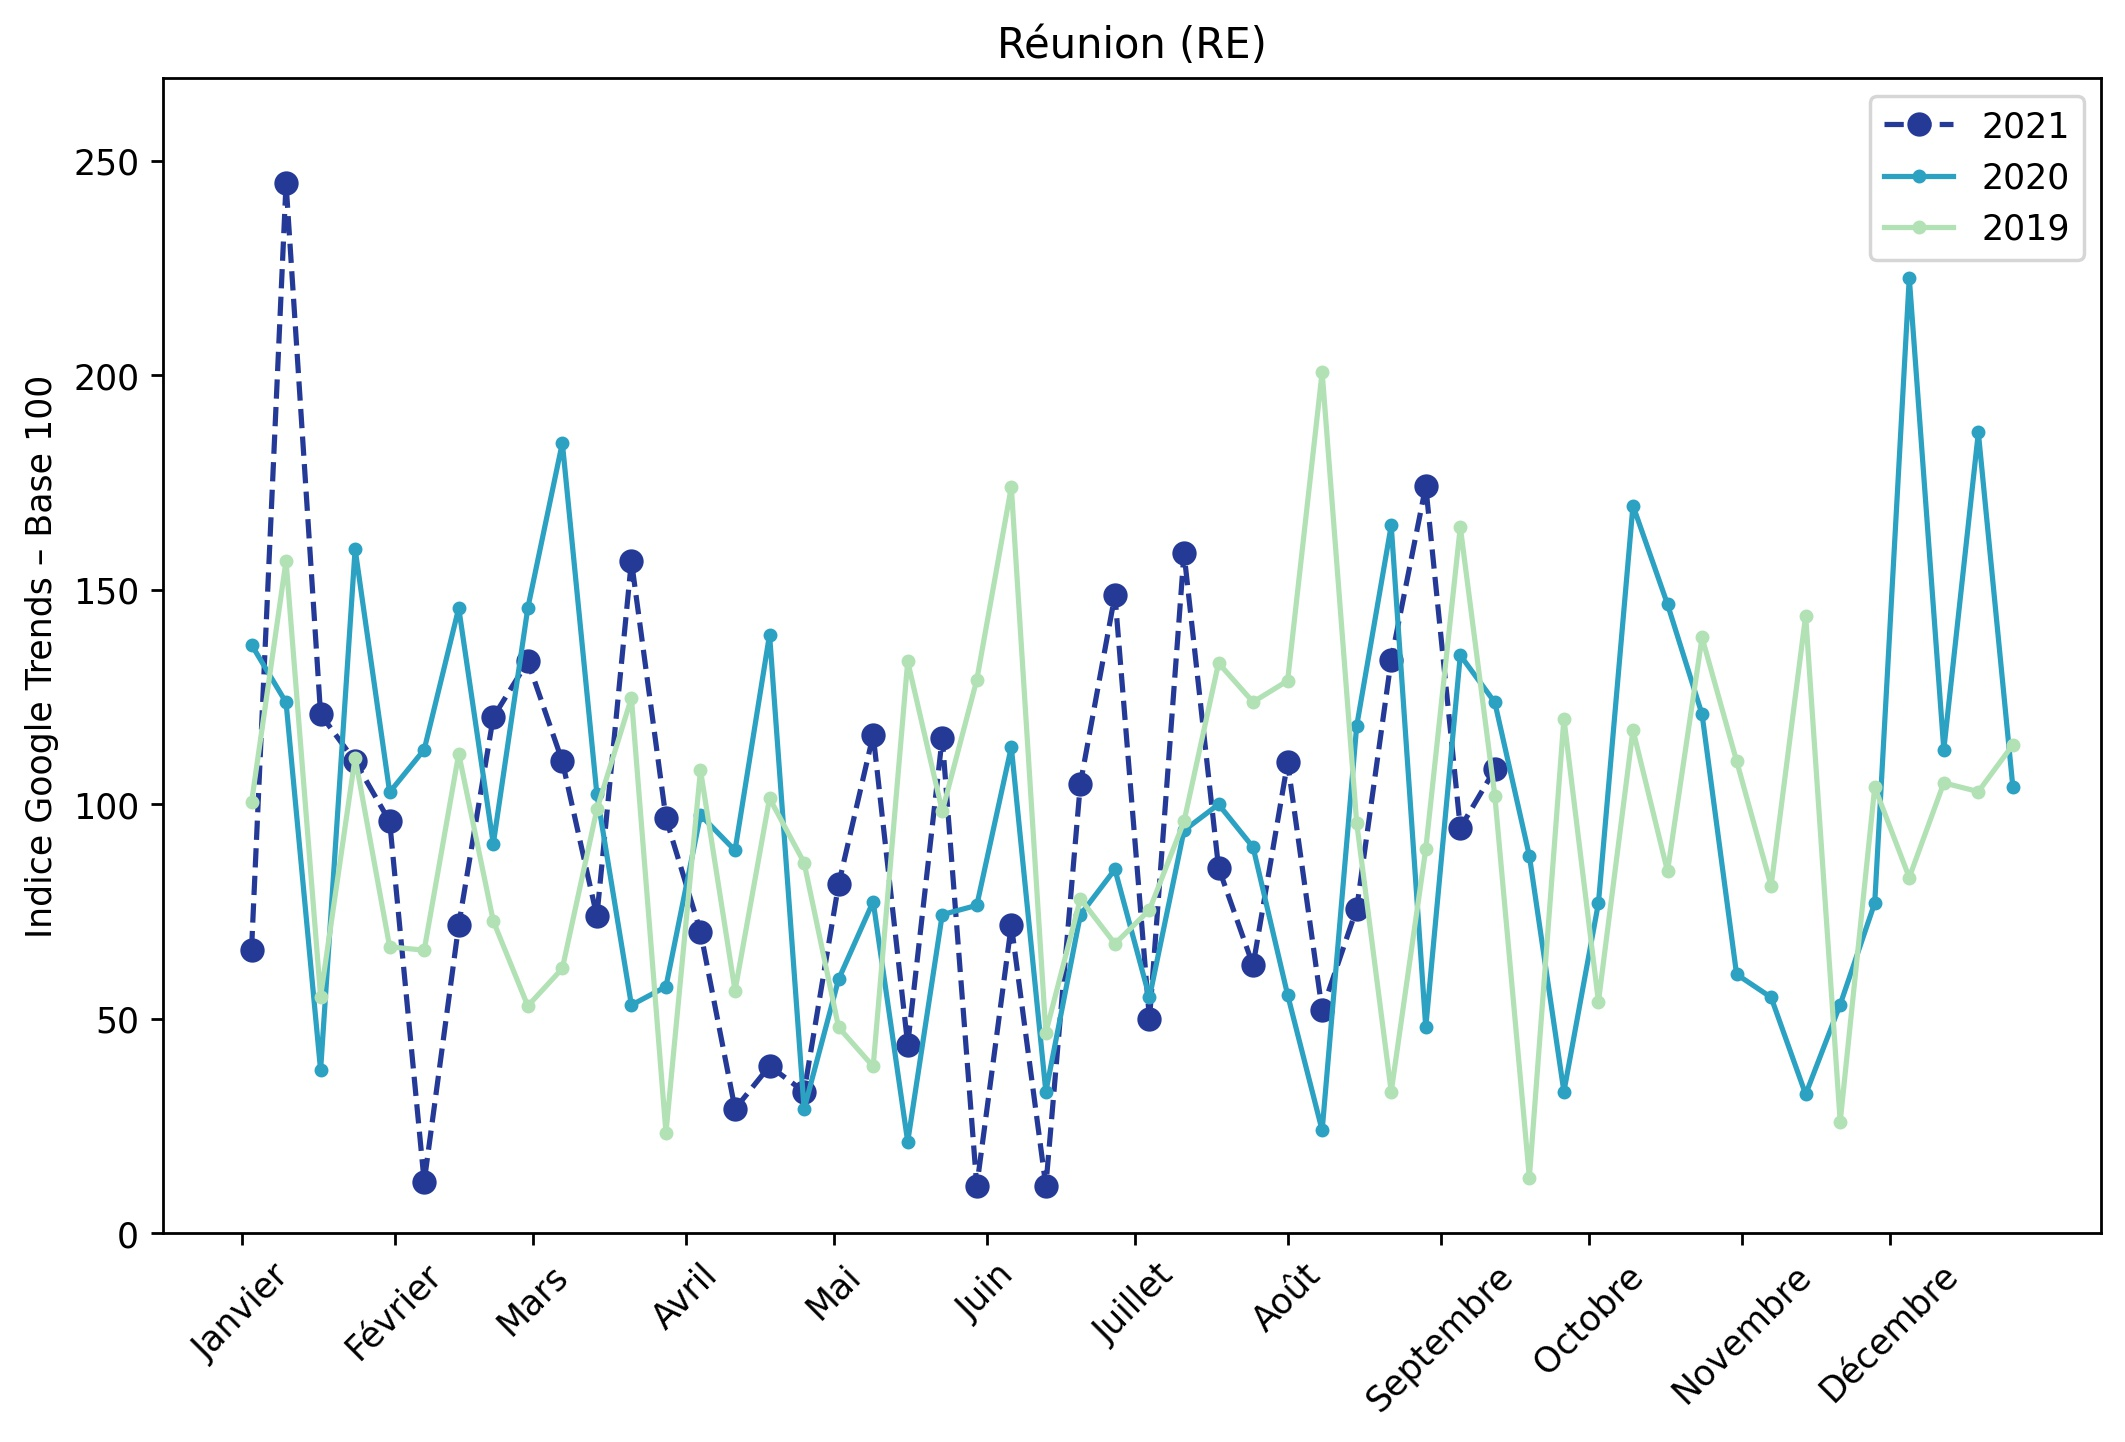 Réunion (RE)
Indice Google Trends – Base 100
250
200
150
100
50
0
2021
2020
2019
Janvier
Février
Mars
Avril
Mai
Juin
Juillet
Août
Septembre
Octobre
Novembre
Décembre